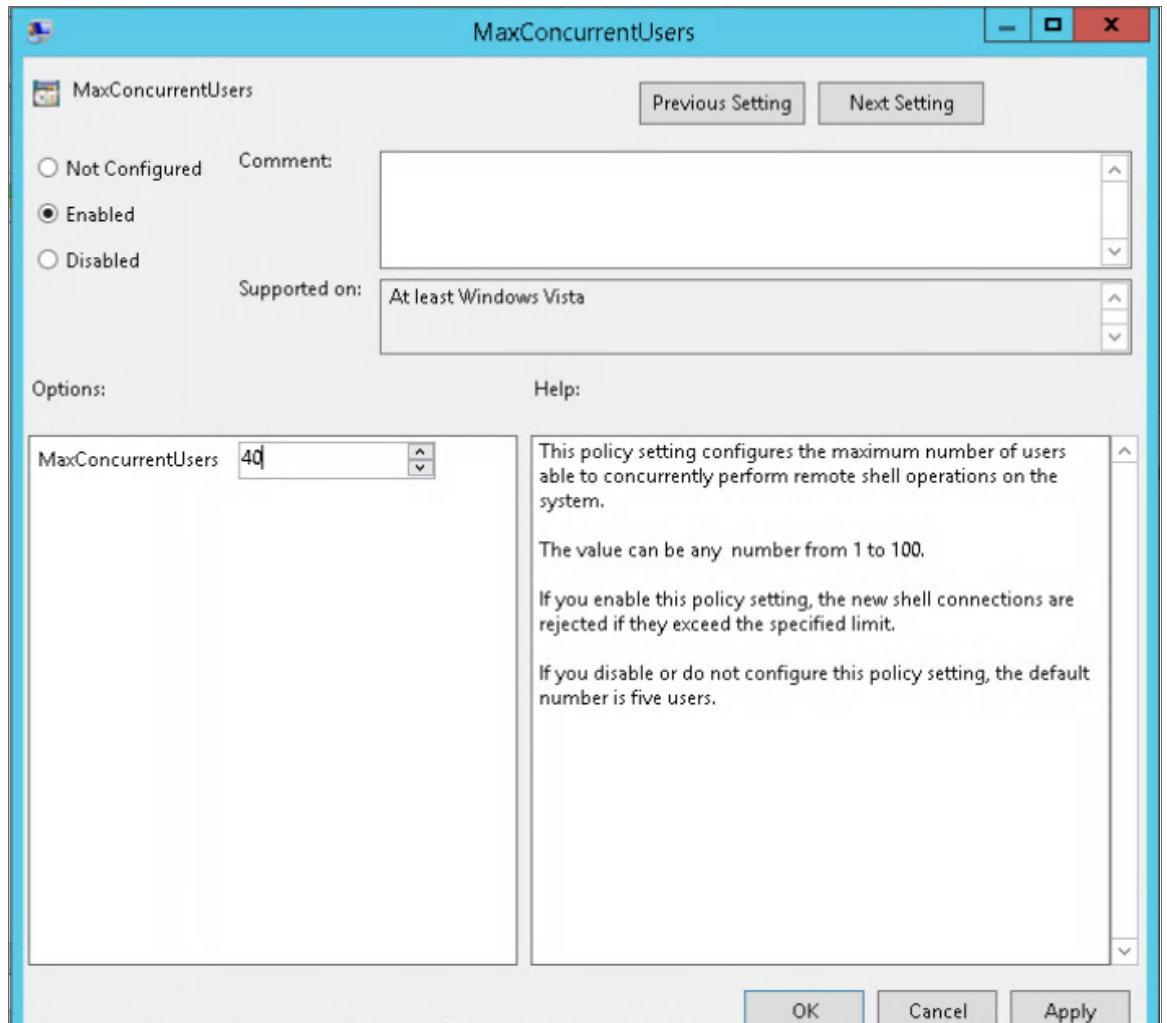 MaxConcurrentUsers
MaxConcurrentUsers
Previous Setting
Next Setting
Not Configured
Enabled
Disabled
Comment:
Supported on:
At least Windows Vista
Options:
Help:
MaxConcurrentUsers 40
This policy setting configures the maximum number of users
able to concurrently perform remote shell operations on the
system.
The value can be any number from 1 to 100.
If you enable this policy setting, the new shell connections are
rejected if they exceed the specified limit.
If you disable or do not configure this policy setting, the default
number is five users.
OK
Cancel
Apply